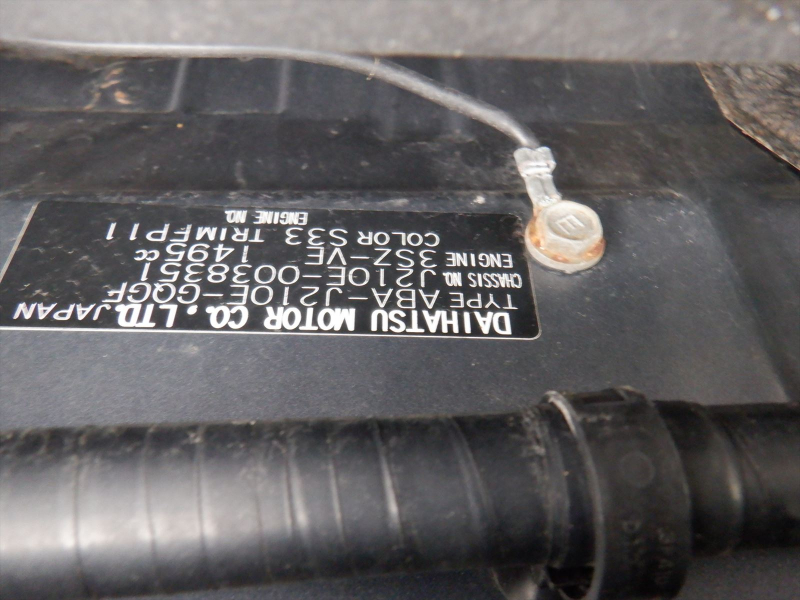 DAIHATSU MOTOR CO.,LTD. JAPAN
TYPE ABA-J210E-GQGF
CHASSIS NO. J210E-0038351
ENGINE 3SZ-VE 1495cc
COLOR S33 TRIM FP11
ENGINE NO.